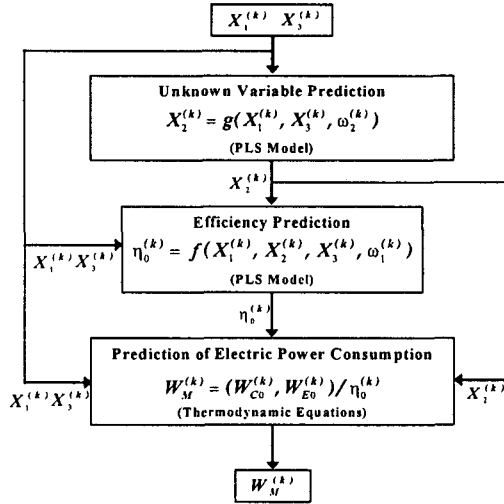 X₁⁽ᵏ⁾ X₃⁽ᵏ⁾
Unknown Variable Prediction
X₂⁽ᵏ⁾ = g(X₁⁽ᵏ⁾, X₃⁽ᵏ⁾, ω₂⁽ᵏ⁾)
(PLS Model)
X₂⁽ᵏ⁾
Efficiency Prediction
η₀⁽ᵏ⁾ = f(X₁⁽ᵏ⁾, X₂⁽ᵏ⁾, X₃⁽ᵏ⁾, ω₁⁽ᵏ⁾)
(PLS Model)
X₁⁽ᵏ⁾X₃⁽ᵏ⁾
η₀⁽ᵏ⁾
Prediction of Electric Power Consumption
W_M⁽ᵏ⁾ = (W_C0⁽ᵏ⁾, W_E0⁽ᵏ⁾)/η₀⁽ᵏ⁾
(Thermodynamic Equations)
X₁⁽ᵏ⁾X₃⁽ᵏ⁾
X₂⁽ᵏ⁾
W_M⁽ᵏ⁾